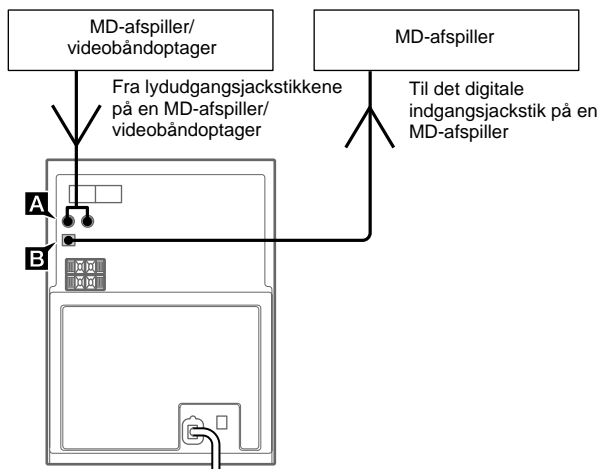 MD-afspiller/
videobåndoptager
MD-afspiller
Fra lydudgangsjackstikkene
på en MD-afspiller/
videobåndoptager
Til det digitale
indgangsjackstik på en
MD-afspiller
A
B